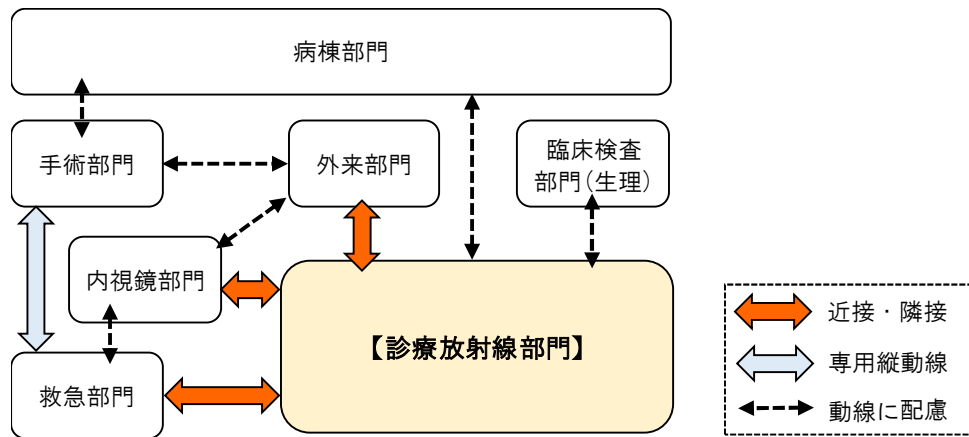 病棟部門
手術部門
外来部門
臨床検査
部門（生理）
内視鏡部門
【診療放射線部門】
救急部門
近接・隣接
専用縦動線
動線に配慮